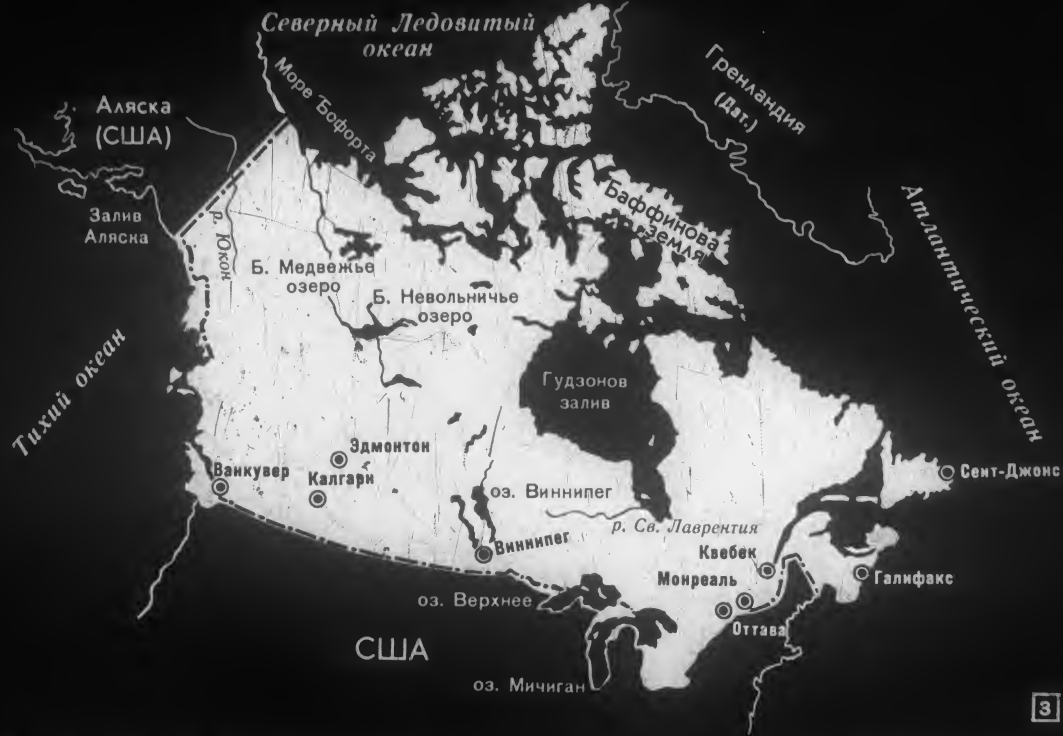 Северный Ледовитый
океан
Море Бофорта
Гренландия
(Дат.)
Аляска
(США)
Залив
Аляска
р. Юкон
Баффинова
земля
Атлантический океан
Б. Медвежье
озеро
Б. Невольничье
озеро
Тихий океан
Гудзонов
залив
Эдмонтон
Ванкувер
Калгари
Сент-Джонс
оз. Виннипег
р. Св. Лаврентия
Виннипег
Квебек
Монреаль
Галифакс
оз. Верхнее
Оттава
США
оз. Мичиган
3